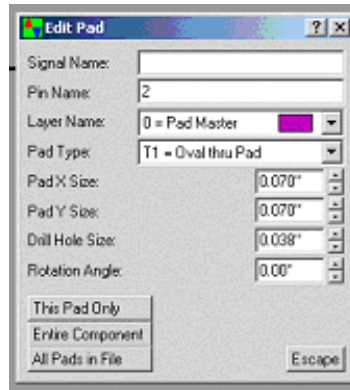 Edit Pad
Signal Name:
Pin Name: 2
Layer Name: 0 = Pad Master
Pad Type: T1 = Oval thru Pad
Pad X Size: 0.070"
Pad Y Size: 0.070"
Drill Hole Size: 0.038"
Rotation Angle: 0.00°
This Pad Only
Entire Component
All Pads in File Escape